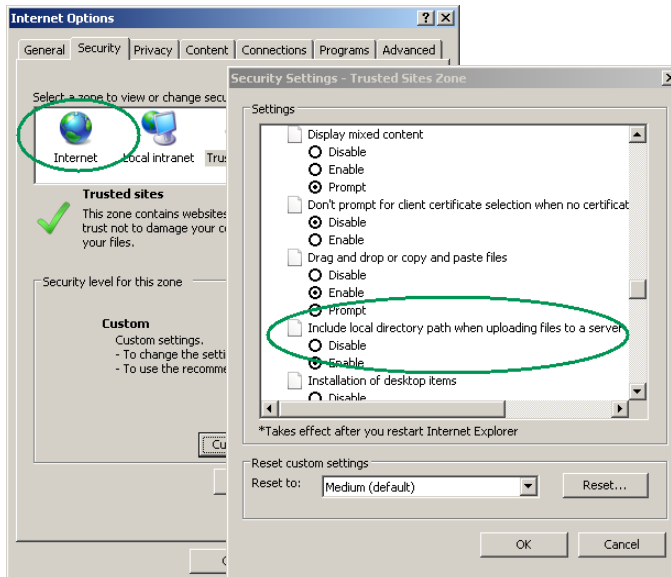 Internet Options
General Security Privacy Content Connections Programs Advanced
Select a zone to view or change secu
Internet
Local intranet
Trus
Trusted sites
This zone contains websites
trust not to damage your co
your files.
Security level for this zone
Custom
Custom settings.
- To change the setti
- To use the recomme
Cu
Security Settings - Trusted Sites Zone
Settings
Display mixed content
Disable
Enable
Prompt
Don't prompt for client certificate selection when no certificat
Disable
Enable
Drag and drop or copy and paste files
Disable
Enable
Prompt
Include local directory path when uploading files to a server
Disable
Enable
Installation of desktop items
Disable
*Takes effect after you restart Internet Explorer
Reset custom settings
Reset to:
Medium (default)
Reset...
OK
Cancel